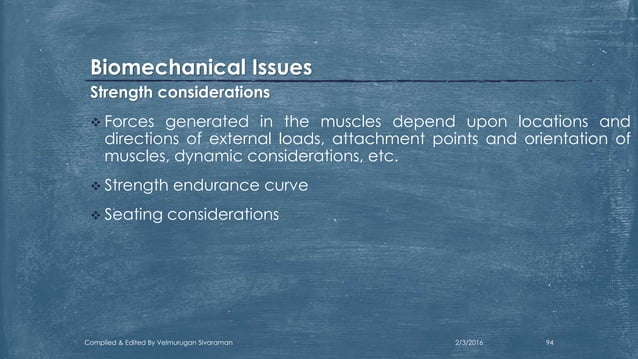 Biomechanical Issues
Strength considerations
❖ Forces generated in the muscles depend upon locations and
directions of external loads, attachment points and orientation of
muscles, dynamic considerations, etc.
❖ Strength endurance curve
❖ Seating considerations
Complied & Edited By Velmurugan Sivaraman 2/3/2016 94